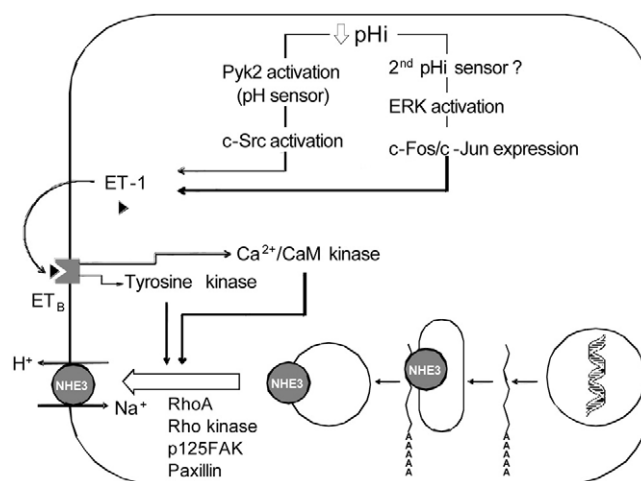 pHi
Pyk2 activation
(pH sensor)
c-Src activation
2nd pHi sensor ?
ERK activation
c-Fos/c -Jun expression
ET-1
Ca2+/CaM kinase
Tyrosine kinase
ETB
H+
NHE3
Na+
RhoA
Rho kinase
p125FAK
Paxillin
NHE3
NHE3
AAAAA
AAAAA